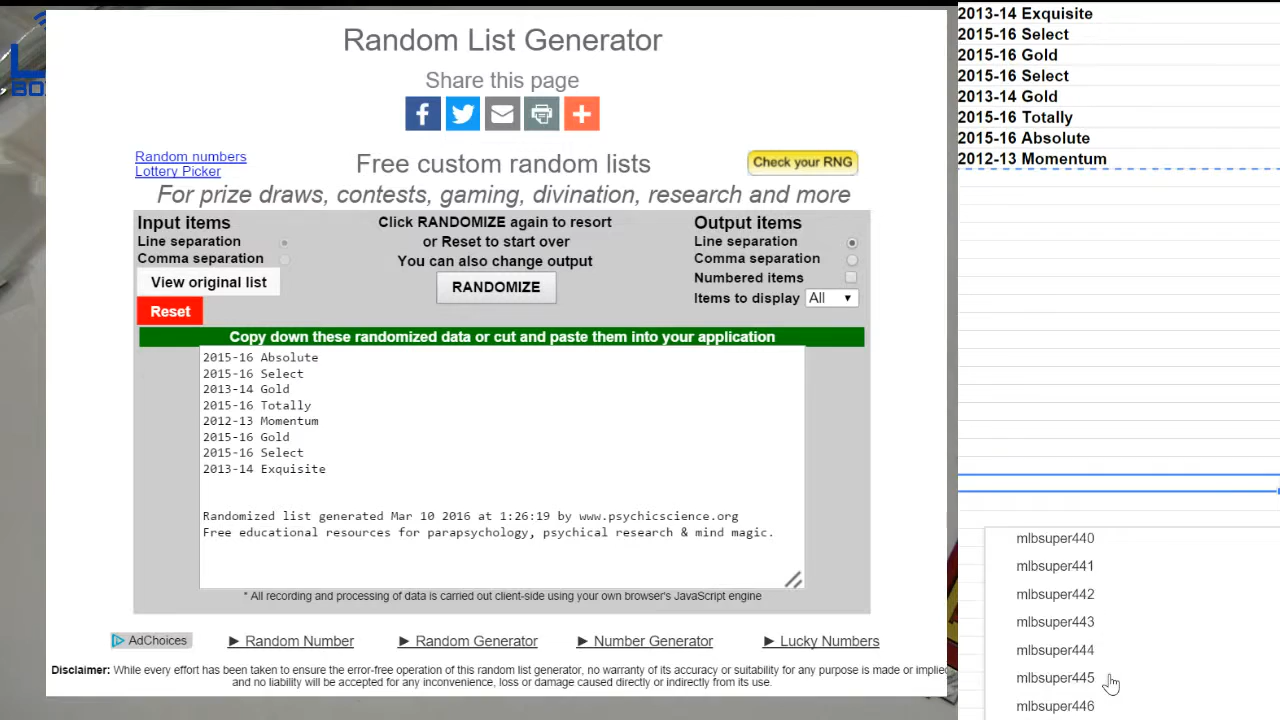 Random List Generator
Share this page
Random numbers
Lottery Picker
Free custom random lists
Check your RNG
For prize draws, contests, gaming, divination, research and more
Input items
Line separation
Comma separation
View original list
Reset
Click RANDOMIZE again to resort
or Reset to start over
You can also change output
RANDOMIZE
Output items
Line separation
Comma separation
Numbered items
Items to display All
Copy down these randomized data or cut and paste them into your application
2015-16 Absolute
2015-16 Select
2013-14 Gold
2015-16 Totally
2012-13 Momentum
2015-16 Gold
2015-16 Select
2013-14 Exquisite
Randomized list generated Mar 10 2016 at 1:26:19 by www.psychicscience.org
Free educational resources for parapsychology, psychical research & mind magic.
* All recording and processing of data is carried out client-side using your own browser's JavaScript engine
AdChoices
► Random Number
► Random Generator
► Number Generator
► Lucky Numbers
Disclaimer: While every effort has been taken to ensure the error-free operation of this random list generator, no warranty of its accuracy or suitability for any purpose is made or implie
and no liability will be accepted for any inconvenience, loss or damage caused directly or indirectly from its use.
2013-14 Exquisite
2015-16 Select
2015-16 Gold
2015-16 Select
2013-14 Gold
2015-16 Totally
2015-16 Absolute
2012-13 Momentum
mlbsuper440
mlbsuper441
mlbsuper442
mlbsuper443
mlbsuper444
mlbsuper445
mlbsuper446